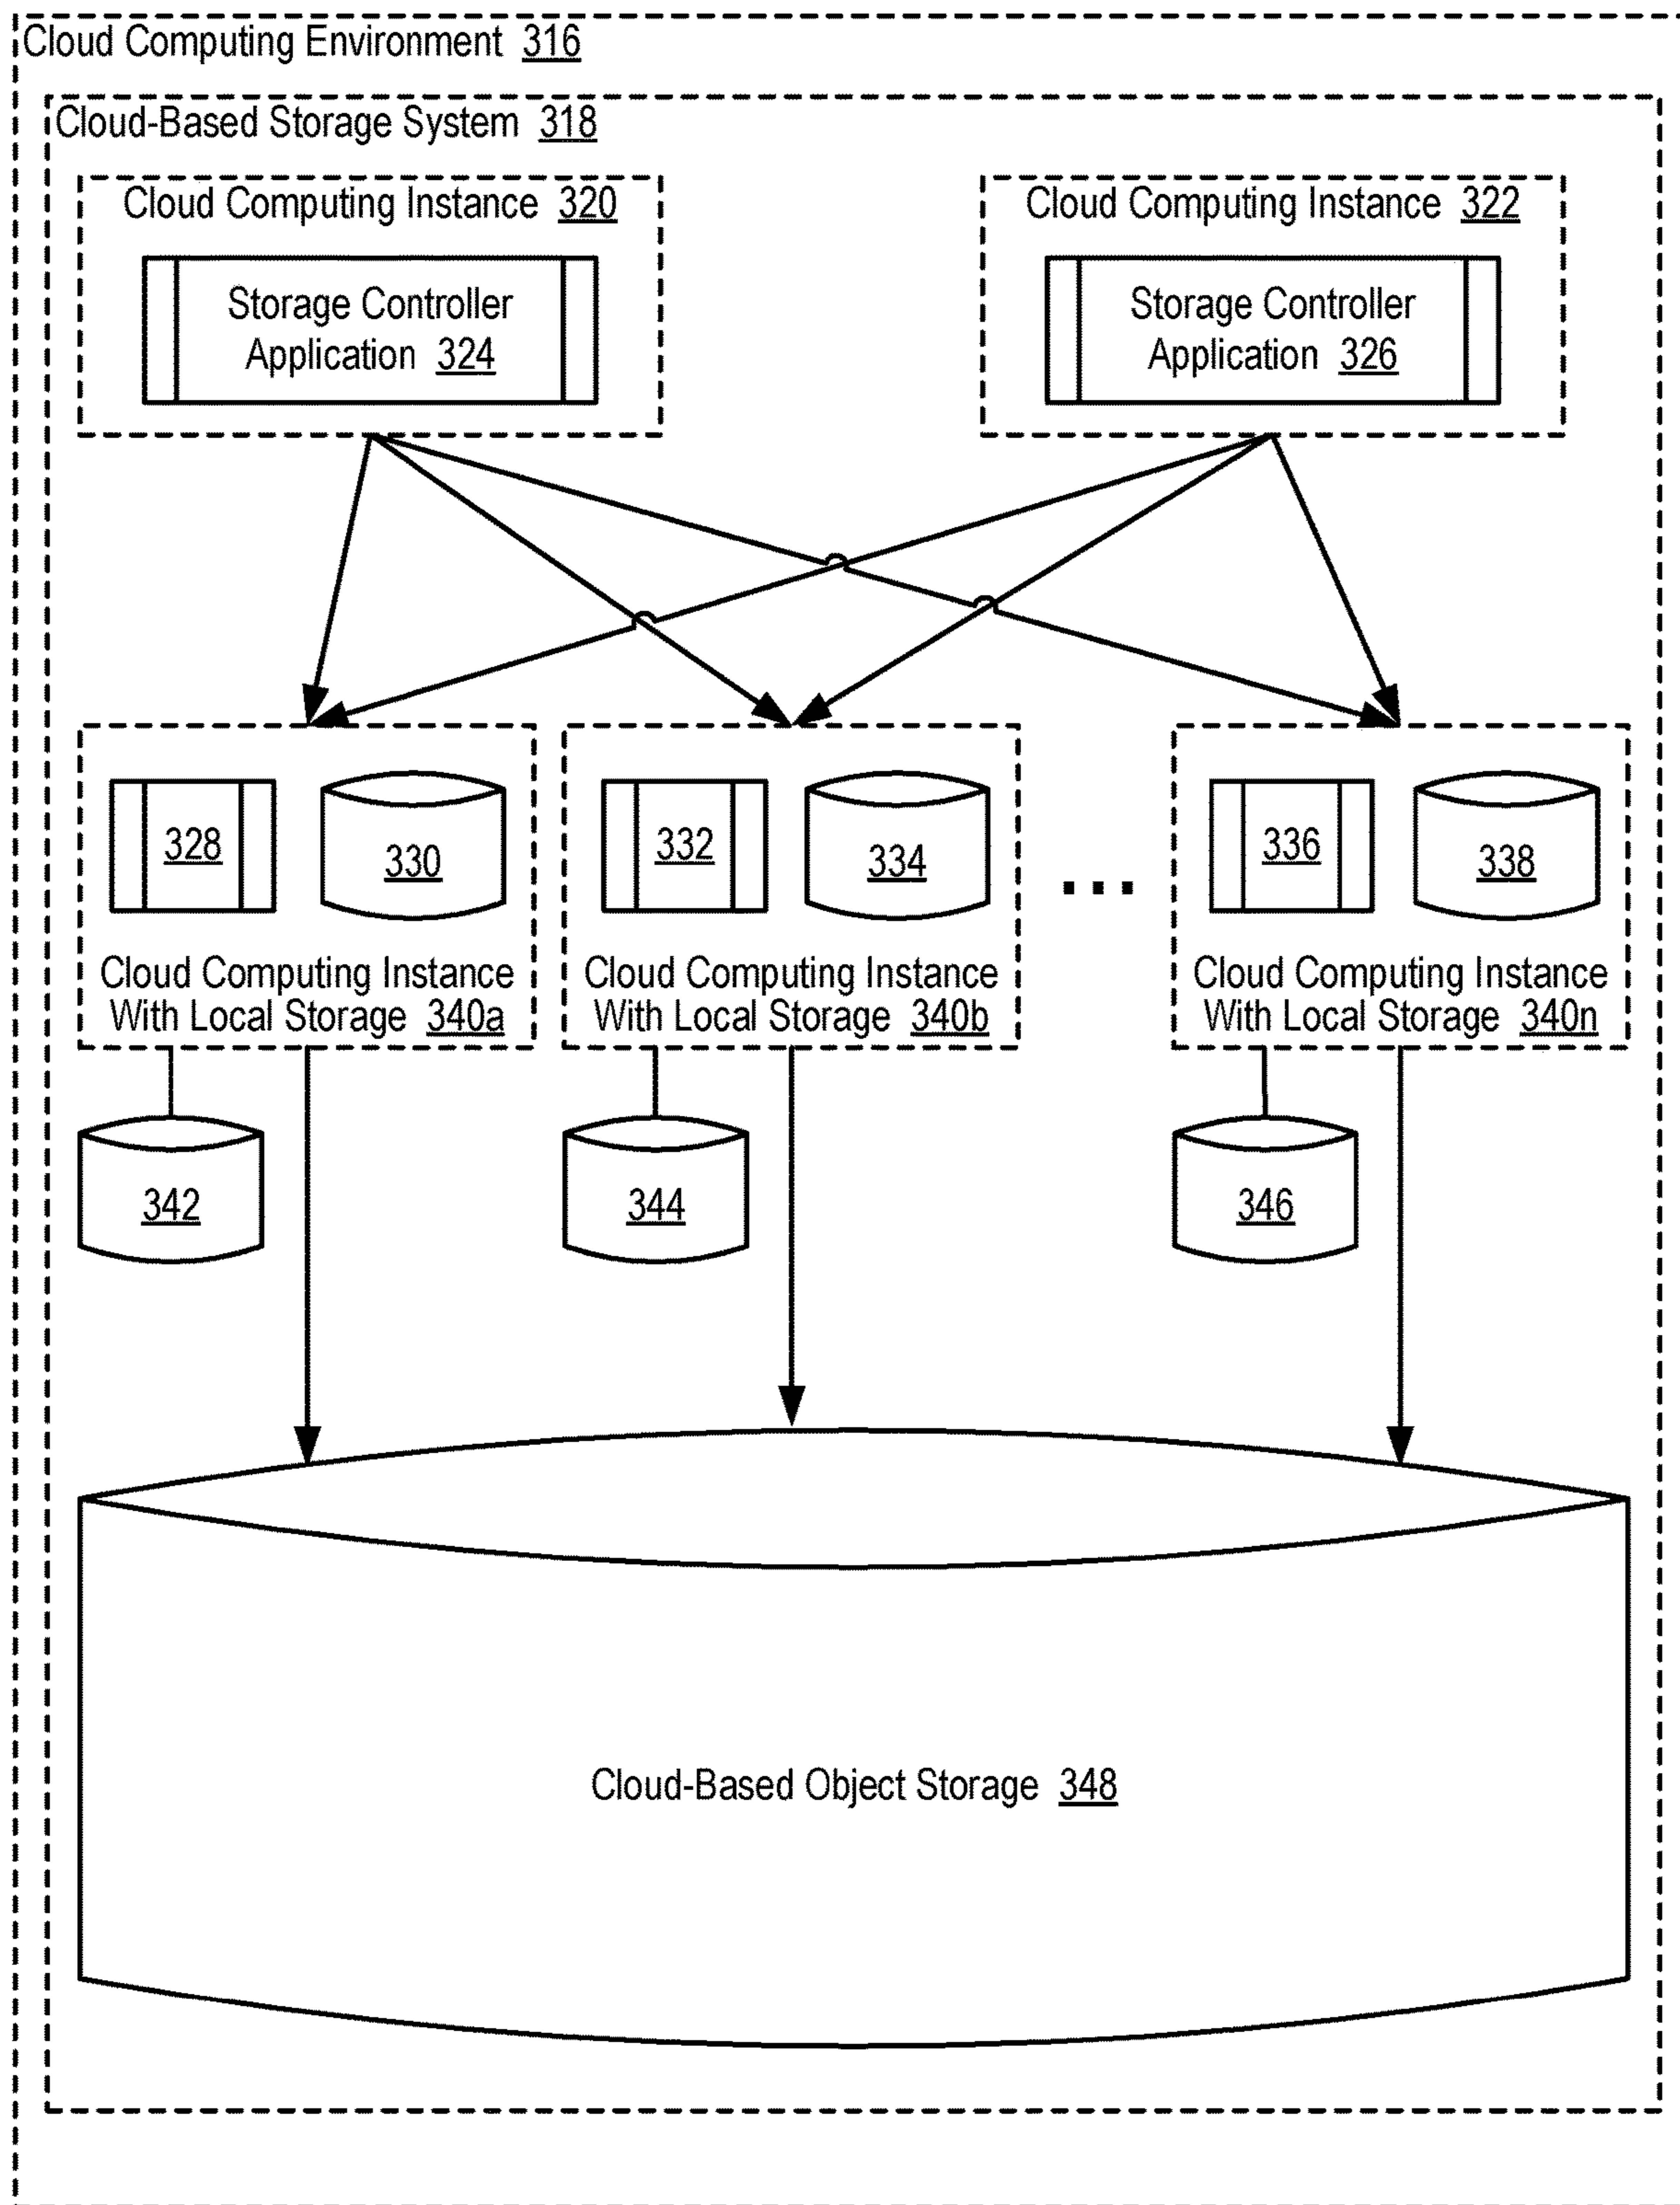 Cloud Computing Environment 316
Cloud-Based Storage System 318
Cloud Computing Instance 320
Storage Controller
Application 324
Cloud Computing Instance 322
Storage Controller
Application 326
328
330
Cloud Computing Instance
With Local Storage 340a
332
334
Cloud Computing Instance
With Local Storage 340b
...
336
338
Cloud Computing Instance
With Local Storage 340n
342
344
346
Cloud-Based Object Storage 348